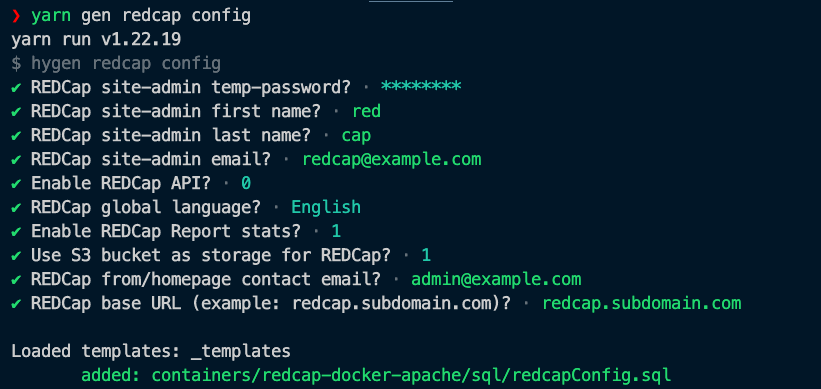 ❯ yarn gen redcap config
yarn run v1.22.19
$ hygen redcap config
✔ REDCap site-admin temp-password? · ********
✔ REDCap site-admin first name? · red
✔ REDCap site-admin last name? · cap
✔ REDCap site-admin email? · redcap@example.com
✔ Enable REDCap API? · 0
✔ REDCap global language? · English
✔ Enable REDCap Report stats? · 1
✔ Use S3 bucket as storage for REDCap? · 1
✔ REDCap from/homepage contact email? · admin@example.com
✔ REDCap base URL (example: redcap.subdomain.com)? · redcap.subdomain.com
Loaded templates: _templates
added: containers/redcap-docker-apache/sql/redcapConfig.sql